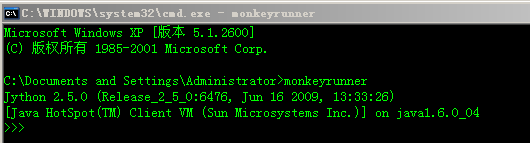 C:\WINDOWS\system32\cmd.exe - monkeyrunner
Microsoft Windows XP [版本 5.1.2600]
(C) 版权所有 1985-2001 Microsoft Corp.
C:\Documents and Settings\Administrator>monkeyrunner
Jython 2.5.0 (Release_2_5_0:6476, Jun 16 2009, 13:33:26)
[Java HotSpot(TM) Client VM (Sun Microsystems Inc.)] on java1.6.0_04
>>>